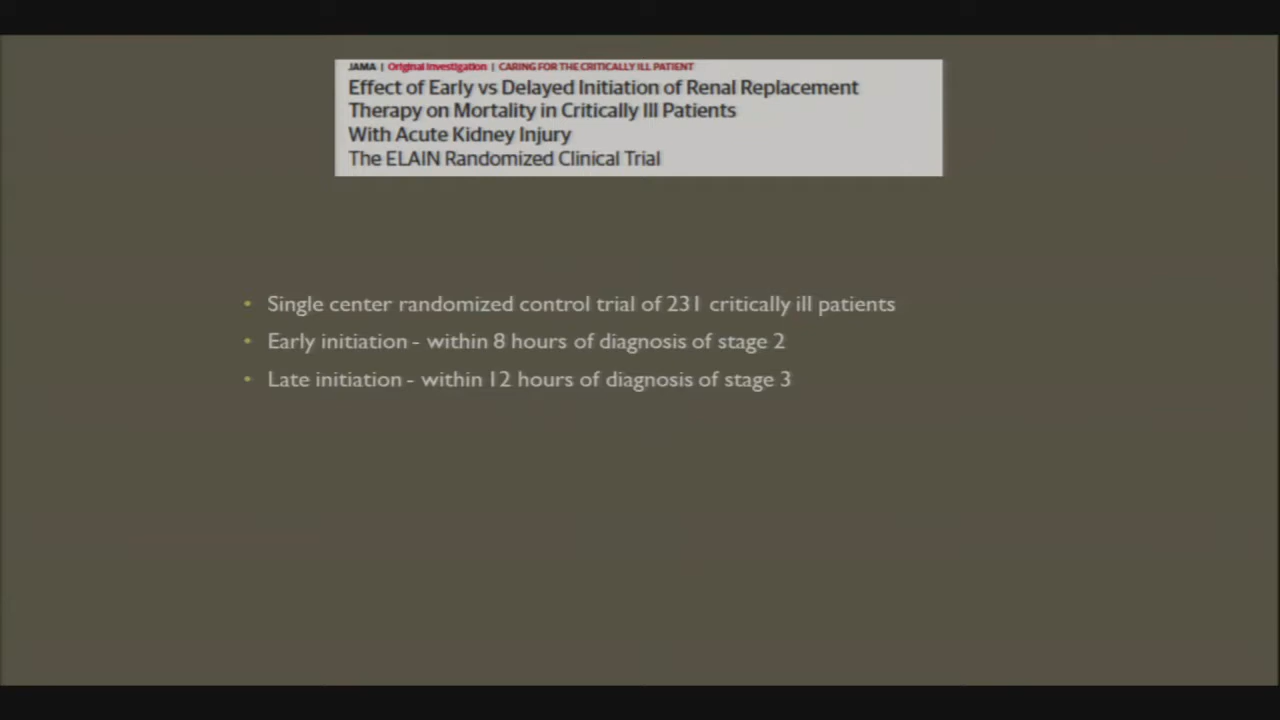 JAMA | Original Investigation | CARING FOR THE CRITICALLY ILL PATIENT
Effect of Early vs Delayed Initiation of Renal Replacement
Therapy on Mortality in Critically Ill Patients
With Acute Kidney Injury
The ELAIN Randomized Clinical Trial
• Single center randomized control trial of 231 critically ill patients
• Early initiation - within 8 hours of diagnosis of stage 2
• Late initiation - within 12 hours of diagnosis of stage 3